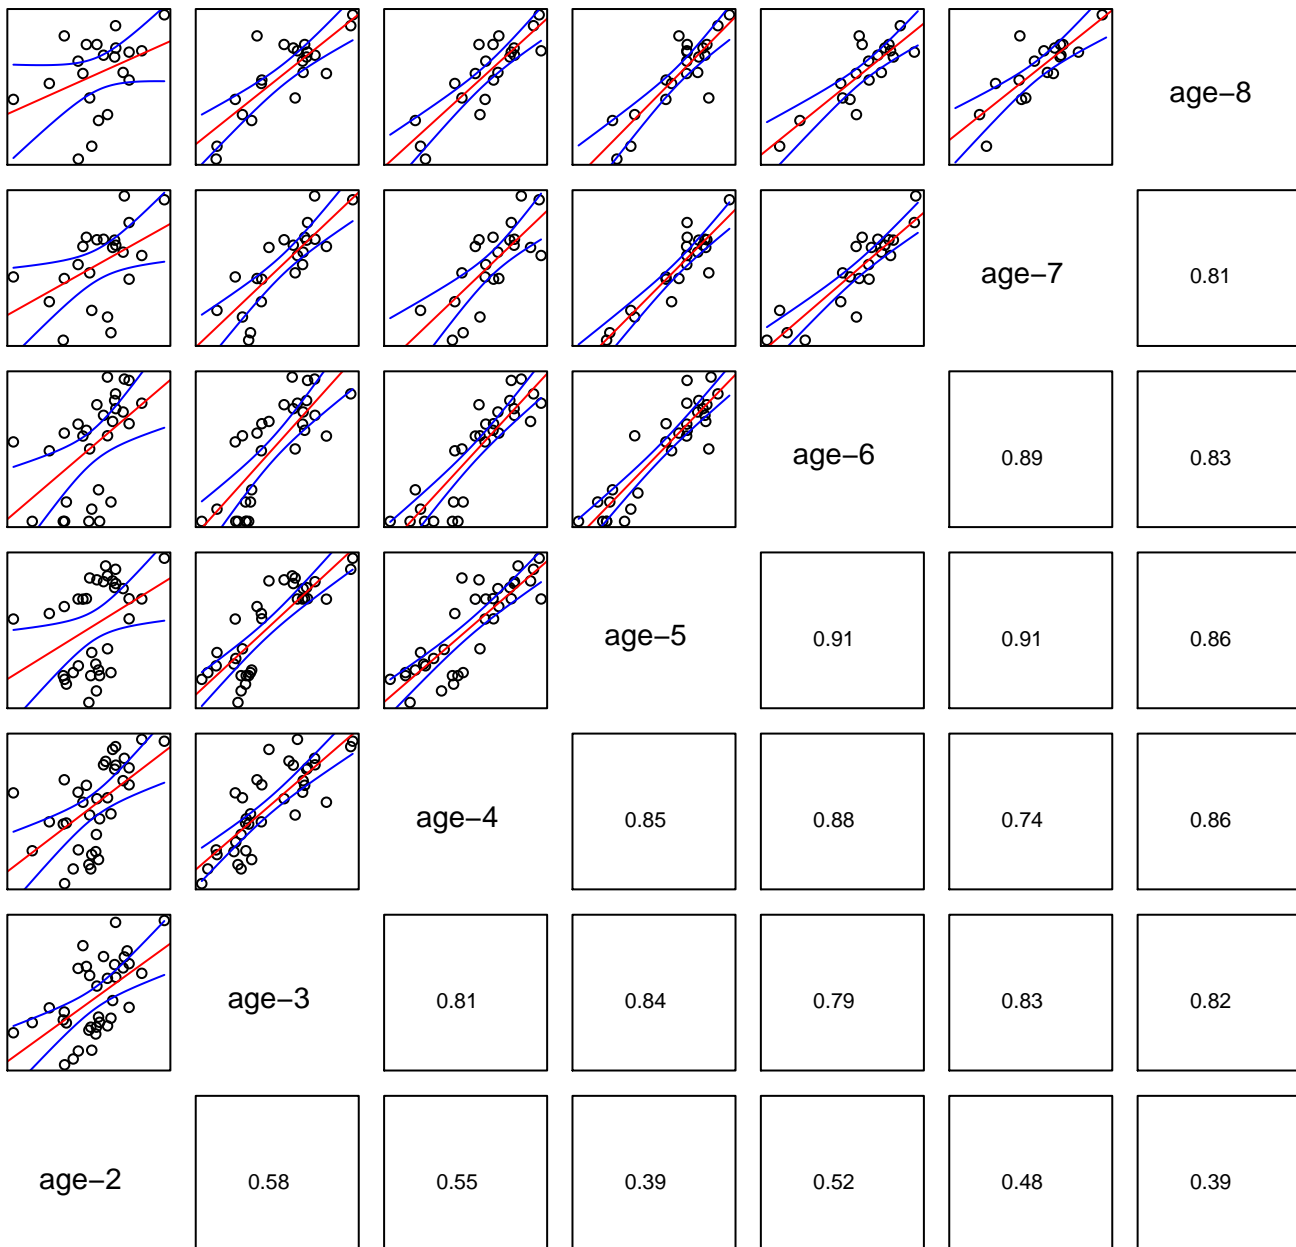 age−8
age−7 0.81
age−6 0.89 0.83
age−5 0.91 0.91 0.86
age−4 0.85 0.88 0.74 0.86
age−3 0.81 0.84 0.79 0.83 0.82
age−2 0.58 0.55 0.39 0.52 0.48 0.39